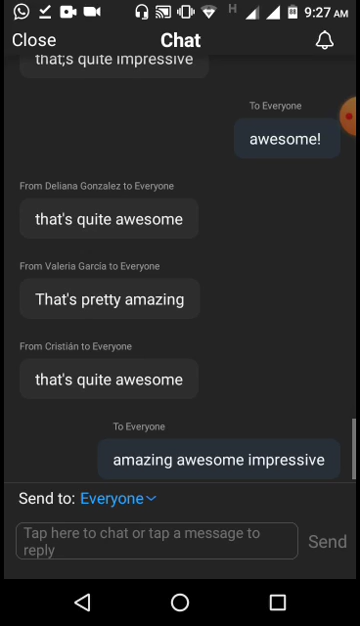 9:27 AM
H
Close
Chat
that;s quite impressive
To Everyone
awesome!
From Deliana Gonzalez to Everyone
that's quite awesome
From Valeria García to Everyone
That's pretty amazing
From Cristián to Everyone
that's quite awesome
To Everyone
amazing awesome impressive
Send to: Everyone
Tap here to chat or tap a message to
reply
Send